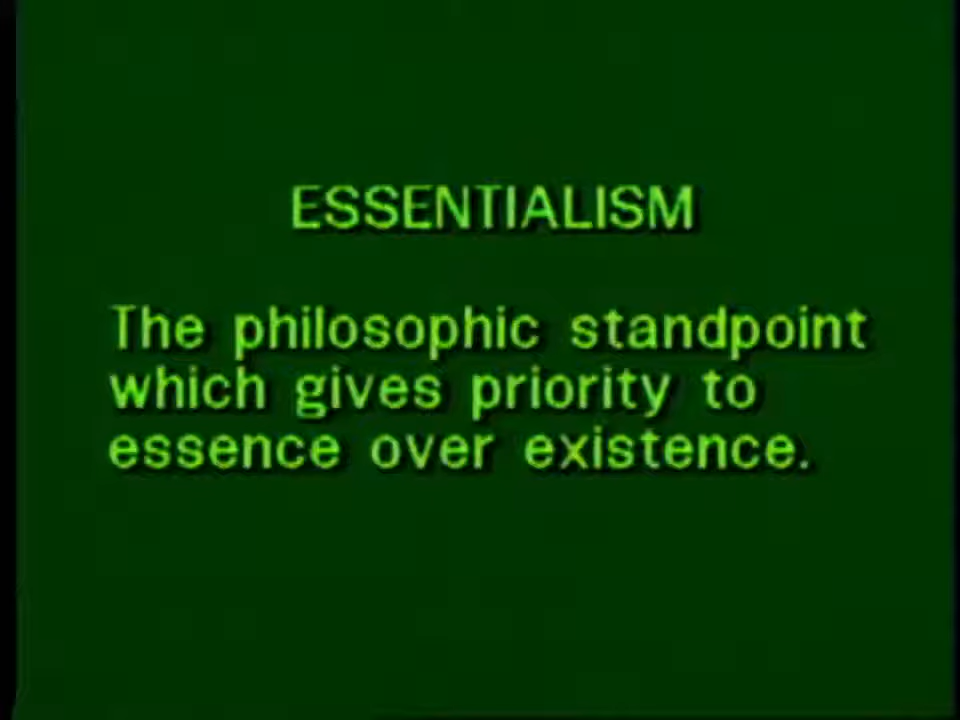 ESSENTIALISM
The philosophic standpoint
which gives priority to
essence over existence.